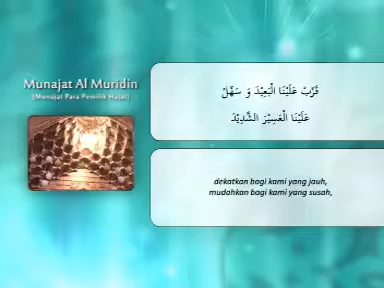 Munajat Al Muridin
(Munajat Para Pemilik Hajat)
قَرِّبْ عَلَيْنَا الْبَعِيْدَ وَ سَهِّلْ
عَلَيْنَا الْعَسِيْرَ الشَّدِيْدَ
dekatkan bagi kami yang jauh,
mudahkan bagi kami yang susah,